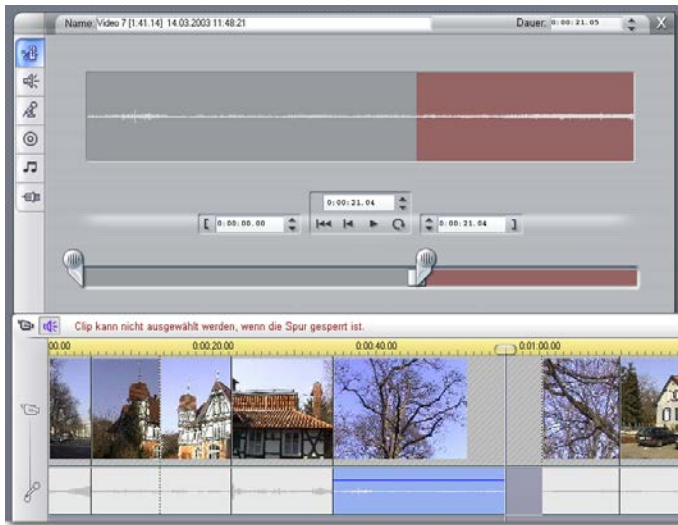 Name: Video 7 [1.41.14] 14.03.2003 11:48:21
Dauer: 0:00:21.05
X
0:00:21.04
[ 0:00:00.00
0:00:21.04 ]
Clip kann nicht ausgewählt werden, wenn die Spur gesperrt ist.
00.00 0:00.20.00 0:00.40.00 0:01:00.00